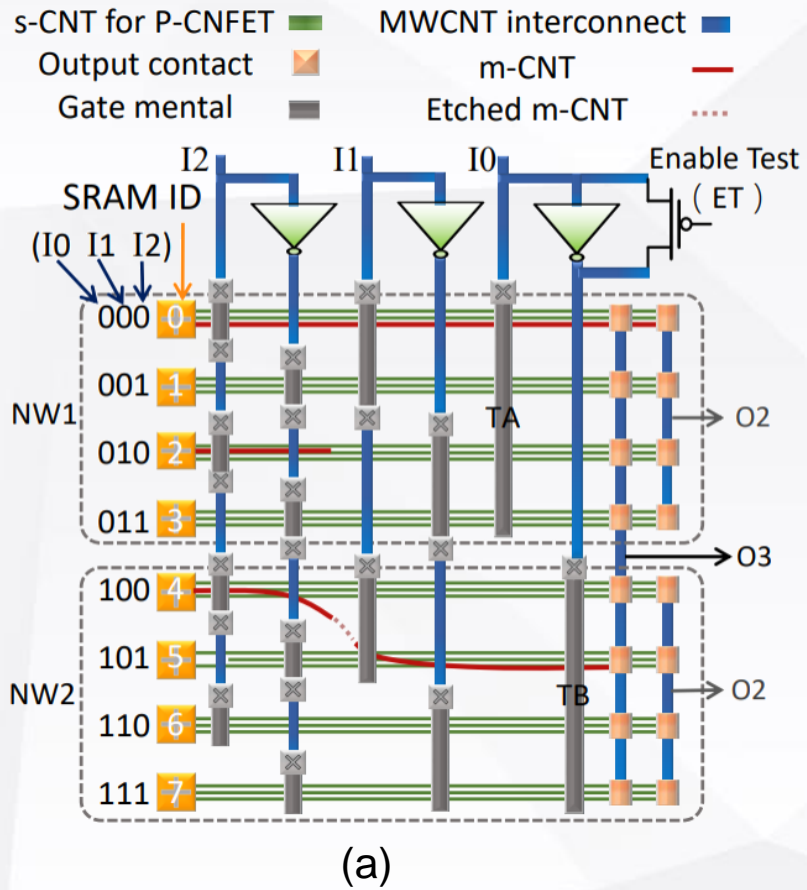 s-CNT for P-CNFET
MWCNT interconnect
Output contact
m-CNT
Gate mental
Etched m-CNT
I2
I1
I0
Enable Test
( ET )
SRAM ID
(I0 I1 I2)
000 0
001 1
NW1
TA
O2
010 2
011 3
O3
100 4
101 5
NW2
TB
O2
110 6
111 7
(a)